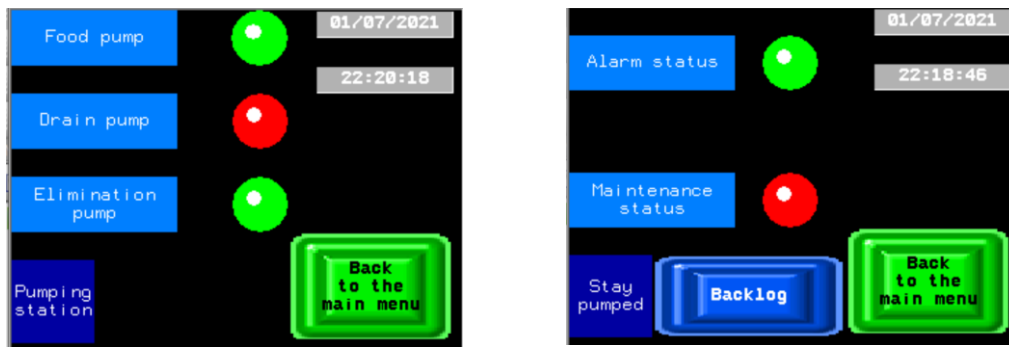 Food pump
01/07/2021
22:20:18
Drain pump
Elimination
pump
Back
to the
main menu
Pumping
station
01/07/2021
Alarm status
22:18:46
Maintenance
status
Stay
pumped
Backlog
Back
to the
main menu